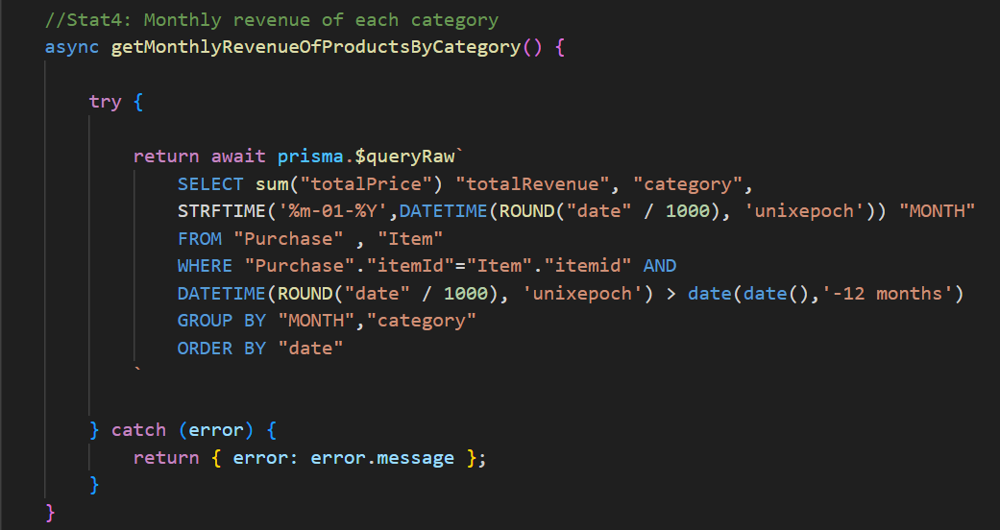 //Stat4: Monthly revenue of each category
async getMonthlyRevenueOfProductsByCategory() {
try {
return await prisma.$queryRaw`
SELECT sum("totalPrice") "totalRevenue", "category",
STRFTIME('%m-01-%Y',DATETIME(ROUND("date" / 1000), 'unixepoch')) "MONTH"
FROM "Purchase" , "Item"
WHERE "Purchase"."itemId"="Item"."itemid" AND
DATETIME(ROUND("date" / 1000), 'unixepoch') > date(date(),'-12 months')
GROUP BY "MONTH","category"
ORDER BY "date"
`
} catch (error) {
return { error: error.message };
}
}